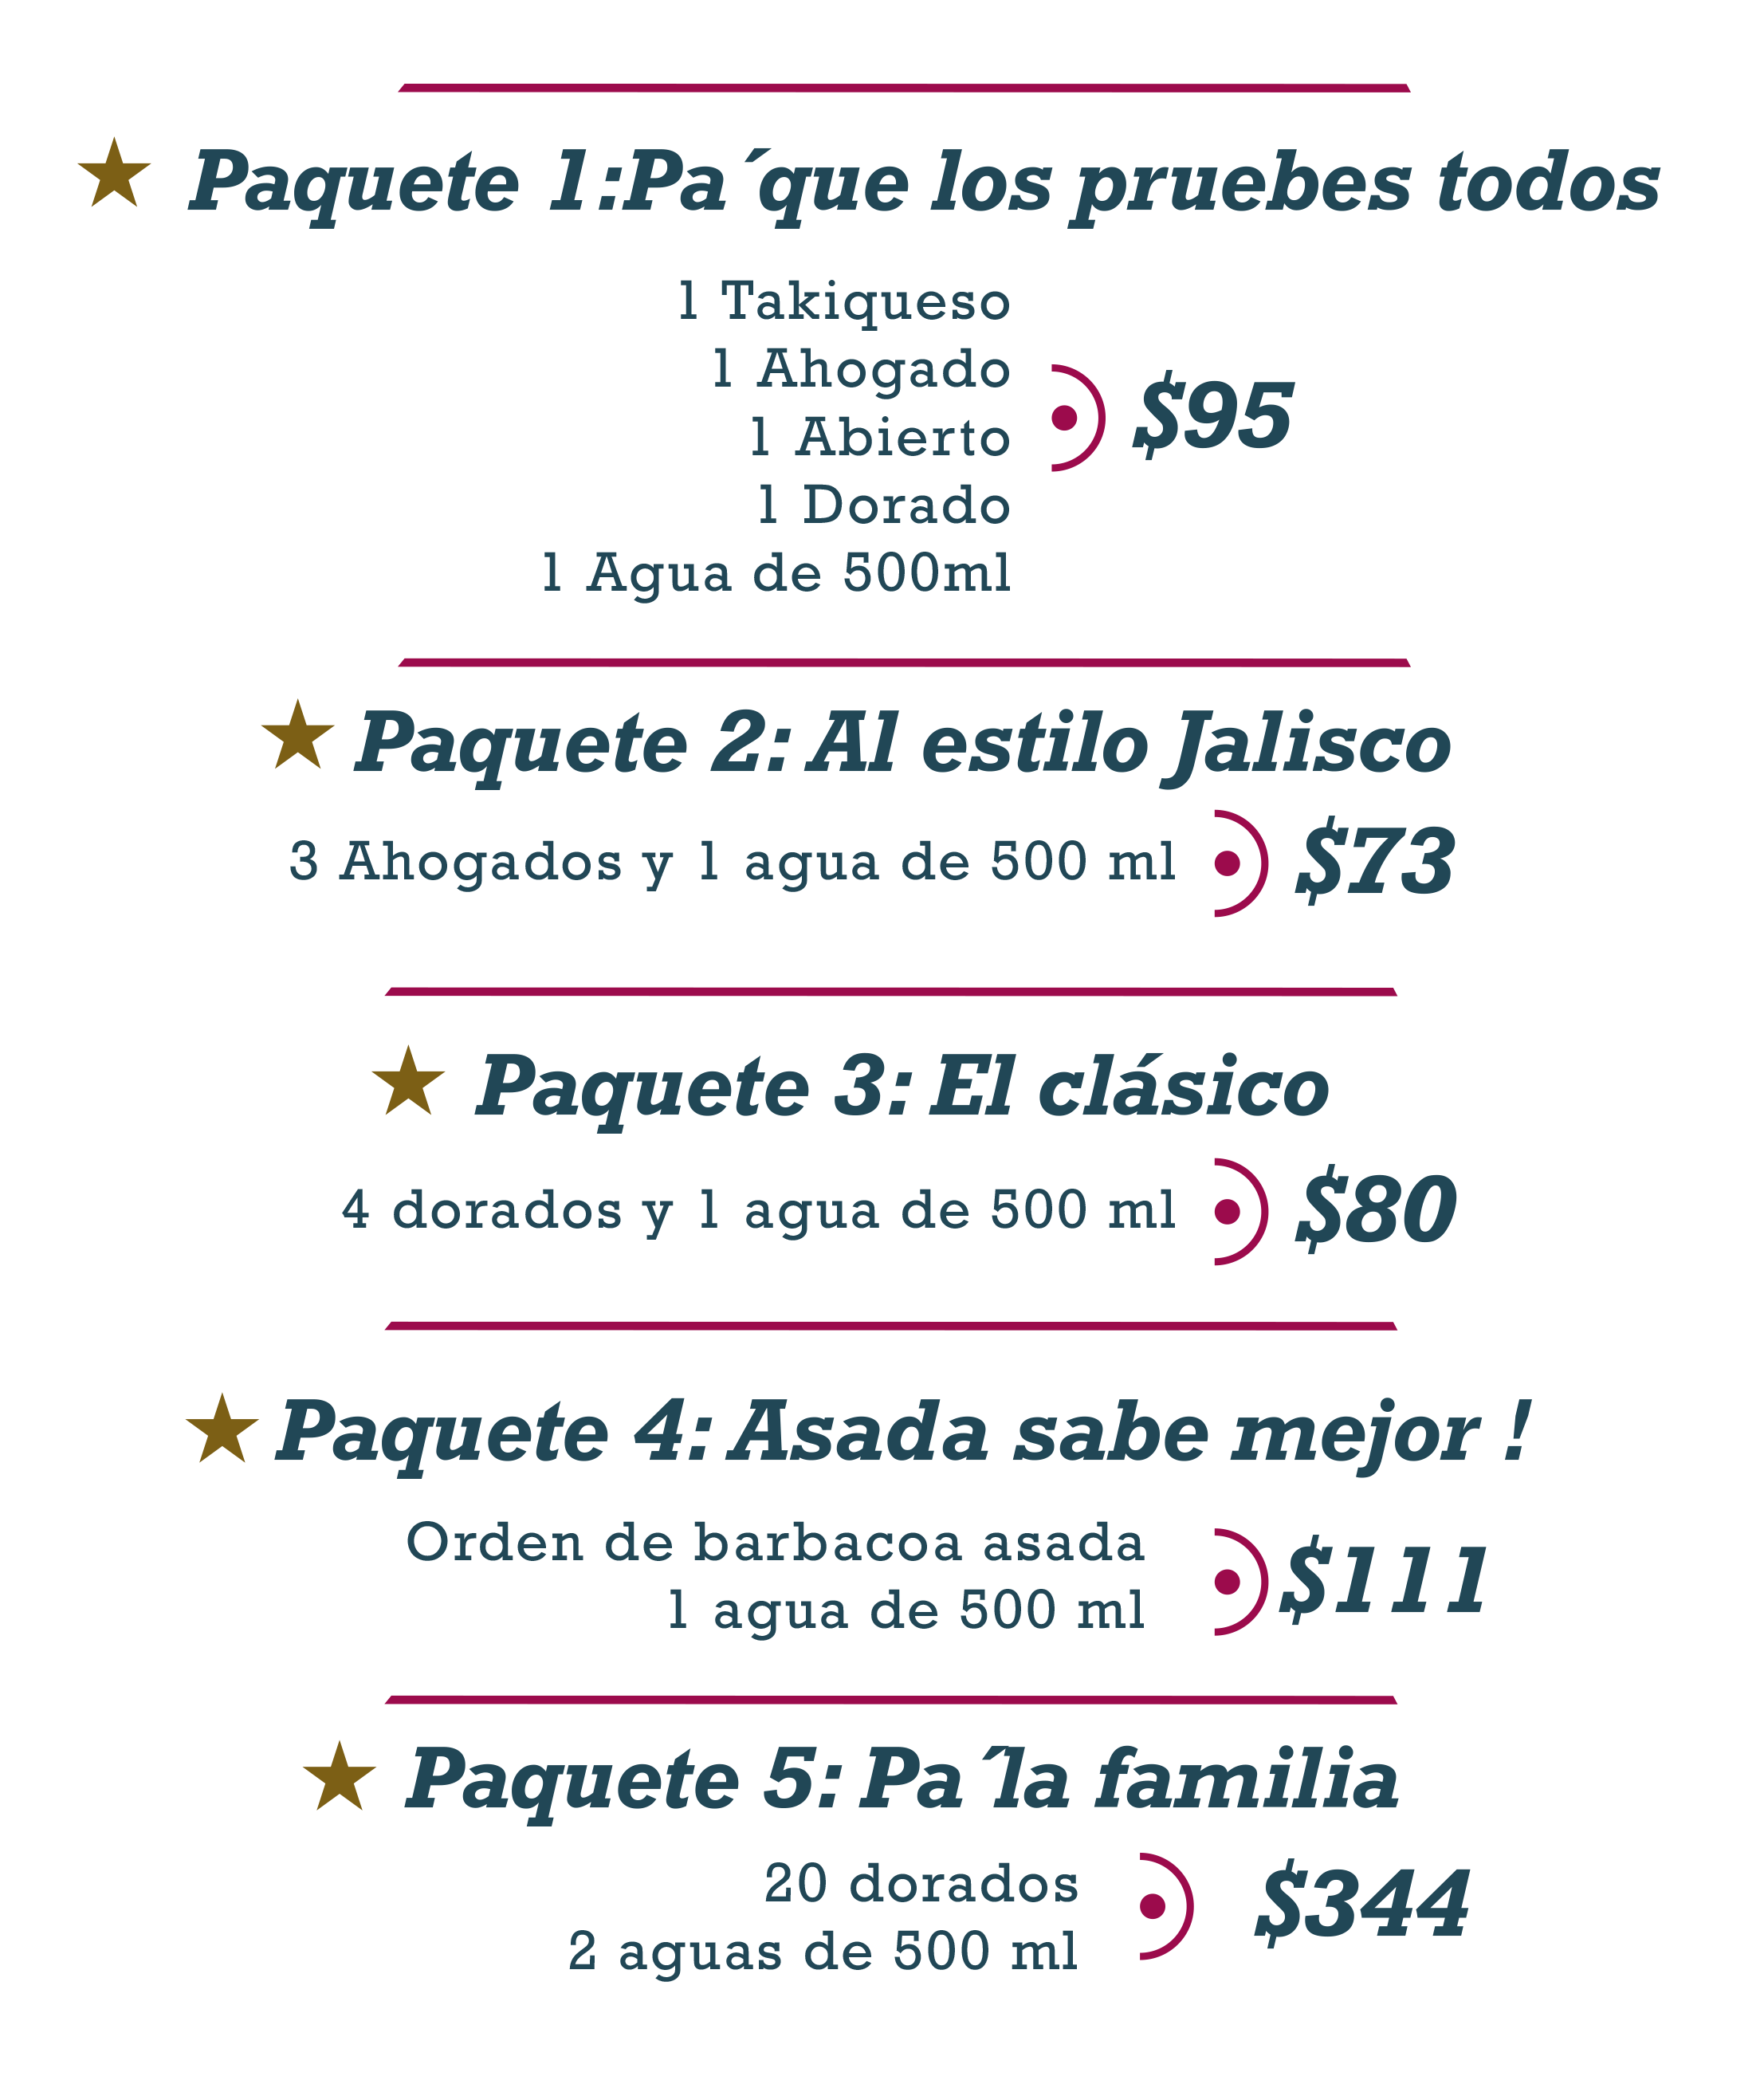 Paquete 1:Pa´que los pruebes todos
1 Takiqueso
1 Ahogado
1 Abierto
1 Dorado
1 Agua de 500ml
$95
Paquete 2: Al estilo Jalisco
3 Ahogados y 1 agua de 500 ml $73
Paquete 3: El clásico
4 dorados y 1 agua de 500 ml $80
Paquete 4: Asada sabe mejor !
Orden de barbacoa asada
1 agua de 500 ml
$111
Paquete 5: Pa´la familia
20 dorados
2 aguas de 500 ml
$344